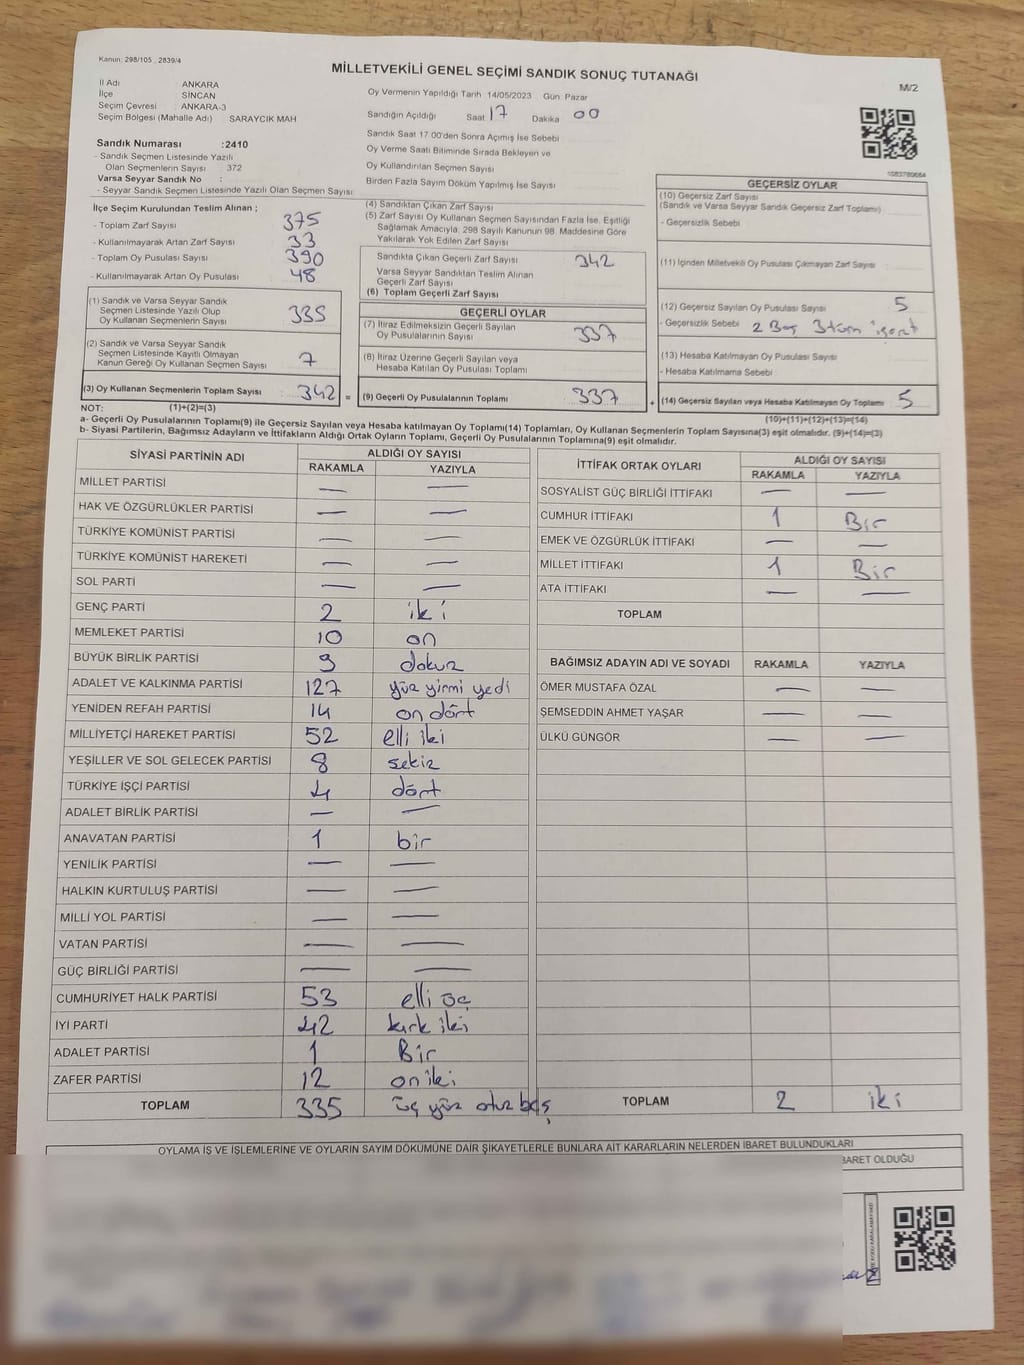 Kanun: 298/105 , 2839/4
MİLLETVEKİLİ GENEL SEÇİMİ SANDIK SONUÇ TUTANAĞI
M/2
İl Adı ANKARA
İlçe SİNCAN
Seçim Çevresi : ANKARA-3
Seçim Bölgesi (Mahalle Adı) : SARAYCIK MAH
Sandık Numarası :2410
- Sandık Seçmen Listesinde Yazılı
Olan Seçmenlerin Sayısı : 372
Varsa Seyyar Sandık No :
- Seyyar Sandık Seçmen Listesinde Yazılı Olan Seçmen Sayısı
Oy Vermenin Yapıldığı Tarih 14/05/2023 Gün: Pazar
Sandığın Açıldığı Saat 17 Dakika 00
Sandık Saat 17.00'den Sonra Açımış İse Sebebi
Oy Verme Saati Bitiminde Sırada Bekleyen ve
Oy Kullandırılan Seçmen Sayısı
Birden Fazla Sayım Döküm Yapılmış İse Sayısı
1083789664
İlçe Seçim Kurulundan Teslim Alınan ;
- Toplam Zarf Sayısı 375
- Kullanılmayarak Artan Zarf Sayısı 33
- Toplam Oy Pusulası Sayısı 390
- Kullanılmayarak Artan Oy Pusulası 48
(1) Sandık ve Varsa Seyyar Sandık
Seçmen Listesinde Yazılı Olup
Oy Kullanan Seçmenlerin Sayısı 335
(2) Sandık ve Varsa Seyyar Sandık
Seçmen Listesinde Kayıtlı Olmayan
Kanun Gereği Oy Kullanan Seçmen Sayısı 7
(3) Oy Kullanan Seçmenlerin Toplam Sayısı 342 =
(4) Sandıktan Çıkan Zarf Sayısı
(5) Zarf Sayısı Oy Kullanan Seçmen Sayısından Fazla İse, Eşitliği
Sağlamak Amacıyla, 298 Sayılı Kanunun 98. Maddesine Göre
Yakılarak Yok Edilen Zarf Sayısı
Sandıkta Çıkan Geçerli Zarf Sayısı 342
Varsa Seyyar Sandıktan Teslim Alınan
Geçerli Zarf Sayısı
(6) Toplam Geçerli Zarf Sayısı
GEÇERLİ OYLAR
(7) İtiraz Edilmeksizin Geçerli Sayılan
Oy Pusulalarının Sayısı 337
(8) İtiraz Üzerine Geçerli Sayılan veya
Hesaba Katılan Oy Pusulası Toplamı
(9) Geçerli Oy Pusulalarının Toplamı 337 +
GEÇERSİZ OYLAR
(10) Geçersiz Zarf Sayısı
(Sandık ve Varsa Seyyar Sandık Geçersiz Zarf Toplamı)
- Geçersizlik Sebebi
(11) İçinden Milletvekili Oy Pusulası Çıkmayan Zarf Sayısı
(12) Geçersiz Sayılan Oy Pusulası Sayısı 5
- Geçersizlik Sebebi 2 Boş 3 tüm
(13) Hesaba Katılmayan Oy Pusulası Sayısı
- Hesaba Katılmama Sebebi
(14) Geçersiz Sayılan veya Hesaba Katılmayan Oy Toplamı 5
NOT: (1)+(2)=(3) (10)+(11)+(12)+(13)=(14)
a- Geçerli Oy Pusulalarının Toplamı(9) ile Geçersiz Sayılan veya Hesaba katılmayan Oy Toplam(14) Toplamları, Oy Kullanan Seçmenlerin Toplam Sayısına(3) eşit olmalıdır. (9)+(14)=(3)
b- Siyasi Partilerin, Bağımsız Adayların ve İttifakların Aldığı Ortak Oyların Toplamı, Geçerli Oy Pusulalarının Toplamına(9) eşit olmalıdır.
SİYASİ PARTİNİN ADI ALDIĞI OY SAYISI
RAKAMLA YAZIYLA
MİLLET PARTİSİ — —
HAK VE ÖZGÜRLÜKLER PARTİSİ — —
TÜRKİYE KOMÜNİST PARTİSİ — —
TÜRKİYE KOMÜNİST HAREKETİ — —
SOL PARTİ — —
GENÇ PARTİ 2 iki
MEMLEKET PARTİSİ 10 on
BÜYÜK BİRLİK PARTİSİ 9 dokuz
ADALET VE KALKINMA PARTİSİ 127 yüz yirmi yedi
YENİDEN REFAH PARTİSİ 14 on dört
MİLLİYETÇİ HAREKET PARTİSİ 52 elli iki
YEŞİLLER VE SOL GELECEK PARTİSİ 8 sekiz
TÜRKİYE İŞÇİ PARTİSİ 4 dört
ADALET BİRLİK PARTİSİ — —
ANAVATAN PARTİSİ 1 bir
YENİLİK PARTİSİ — —
HALKIN KURTULUŞ PARTİSİ — —
MİLLİ YOL PARTİSİ — —
VATAN PARTİSİ — —
GÜÇ BİRLİĞİ PARTİSİ — —
CUMHURİYET HALK PARTİSİ 53 elli üç
İYİ PARTİ 42 kırk iki
ADALET PARTİSİ 1 Bir
ZAFER PARTİSİ 12 on iki
TOPLAM 335 üç yüz otuz beş
İTTİFAK ORTAK OYLARI ALDIĞI OY SAYISI
RAKAMLA YAZIYLA
SOSYALİST GÜÇ BİRLİĞİ İTTİFAKI — —
CUMHUR İTTİFAKI 1 Bir
EMEK VE ÖZGÜRLÜK İTTİFAKI — —
MİLLET İTTİFAKI 1 Bir
ATA İTTİFAKI — —
TOPLAM
BAĞIMSIZ ADAYIN ADI VE SOYADI RAKAMLA YAZIYLA
ÖMER MUSTAFA ÖZAL — —
ŞEMSEDDİN AHMET YAŞAR — —
ÜLKÜ GÜNGÖR — —
TOPLAM 2 iki
OYLAMA İŞ VE İŞLEMLERİNE VE OYLARIN SAYIM DÖKÜMÜNE DAİR ŞİKAYETLERLE BUNLARA AİT KARARLARIN NELERDEN İBARET BULUNDUKLARI
BARET OLDUĞU